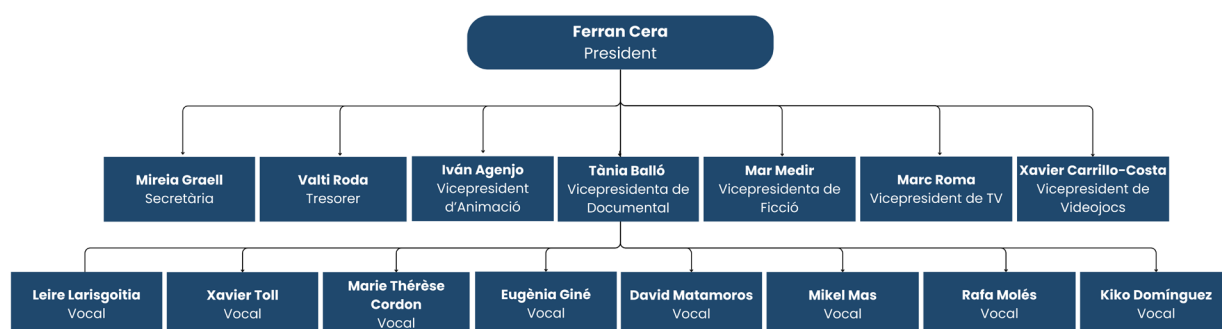 Ferran Cera
President
Mireia Graell
Secretària
Valti Roda
Tresorer
Iván Agenjo
Vicepresident
d'Animació
Tània Balló
Vicepresidenta de
Documental
Mar Medir
Vicepresidenta de
Ficció
Marc Roma
Vicepresident de TV
Xavier Carrillo-Costa
Vicepresident de
Videojocs
Leire Larisgoitia
Vocal
Xavier Toll
Vocal
Marie Thérèse
Cordon
Vocal
Eugènia Giné
Vocal
David Matamoros
Vocal
Mikel Mas
Vocal
Rafa Molés
Vocal
Kiko Domínguez
Vocal